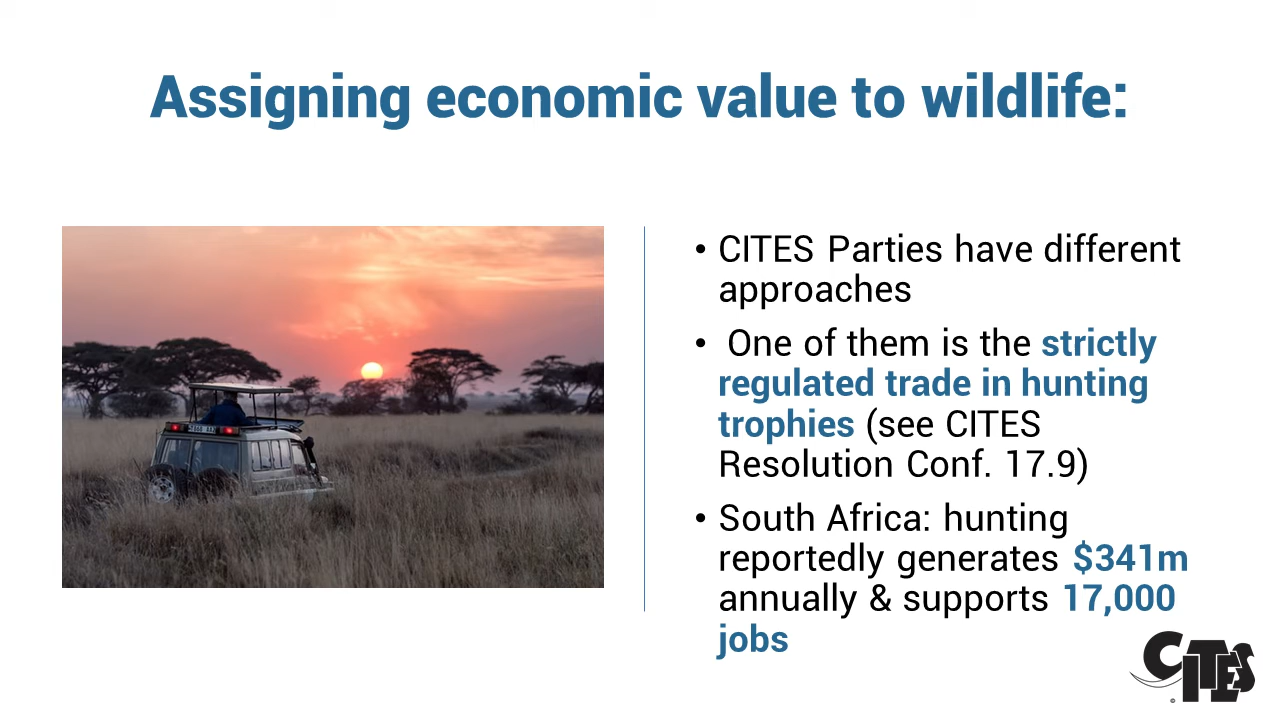 Assigning economic value to wildlife:
• CITES Parties have different
approaches
• One of them is the strictly
regulated trade in hunting
trophies (see CITES
Resolution Conf. 17.9)
• South Africa: hunting
reportedly generates $341m
annually & supports 17,000
jobs
CITES
®